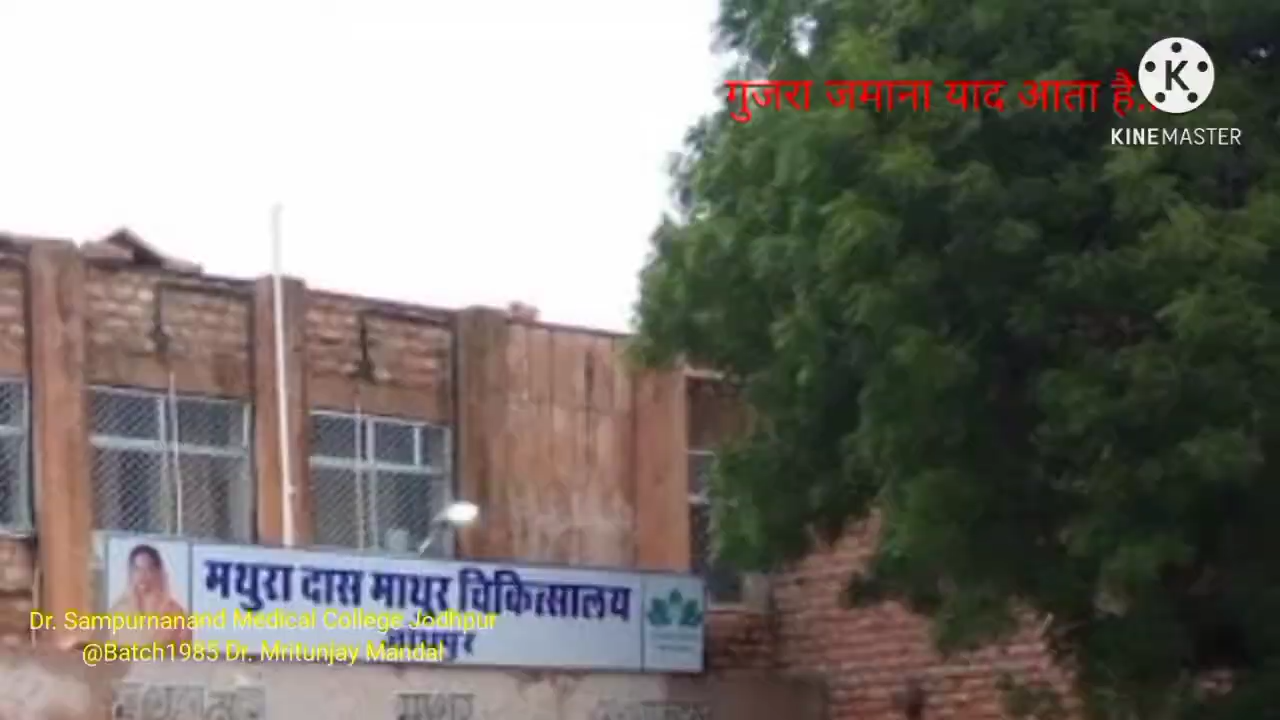 गुजरा जमाना याद आता है..
KINEMASTER
मथुरा दास माथुर चिकित्सालय
जोधपुर
Dr. Sampurnanand Medical College Jodhpur
@Batch1985 Dr. Mritunjay Mandal